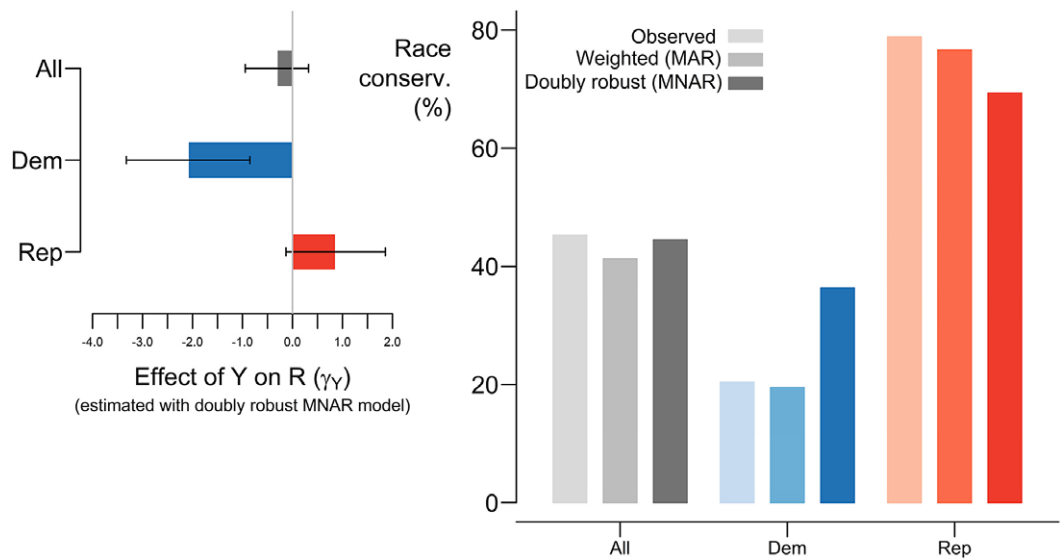 All
Dem
Rep
-4.0 -3.0 -2.0 -1.0 0.0 1.0 2.0
Effect of Y on R (γY)
(estimated with doubly robust MNAR model)
Race
conserv.
(%)
Observed
Weighted (MAR)
Doubly robust (MNAR)
80
60
40
20
0
All Dem Rep